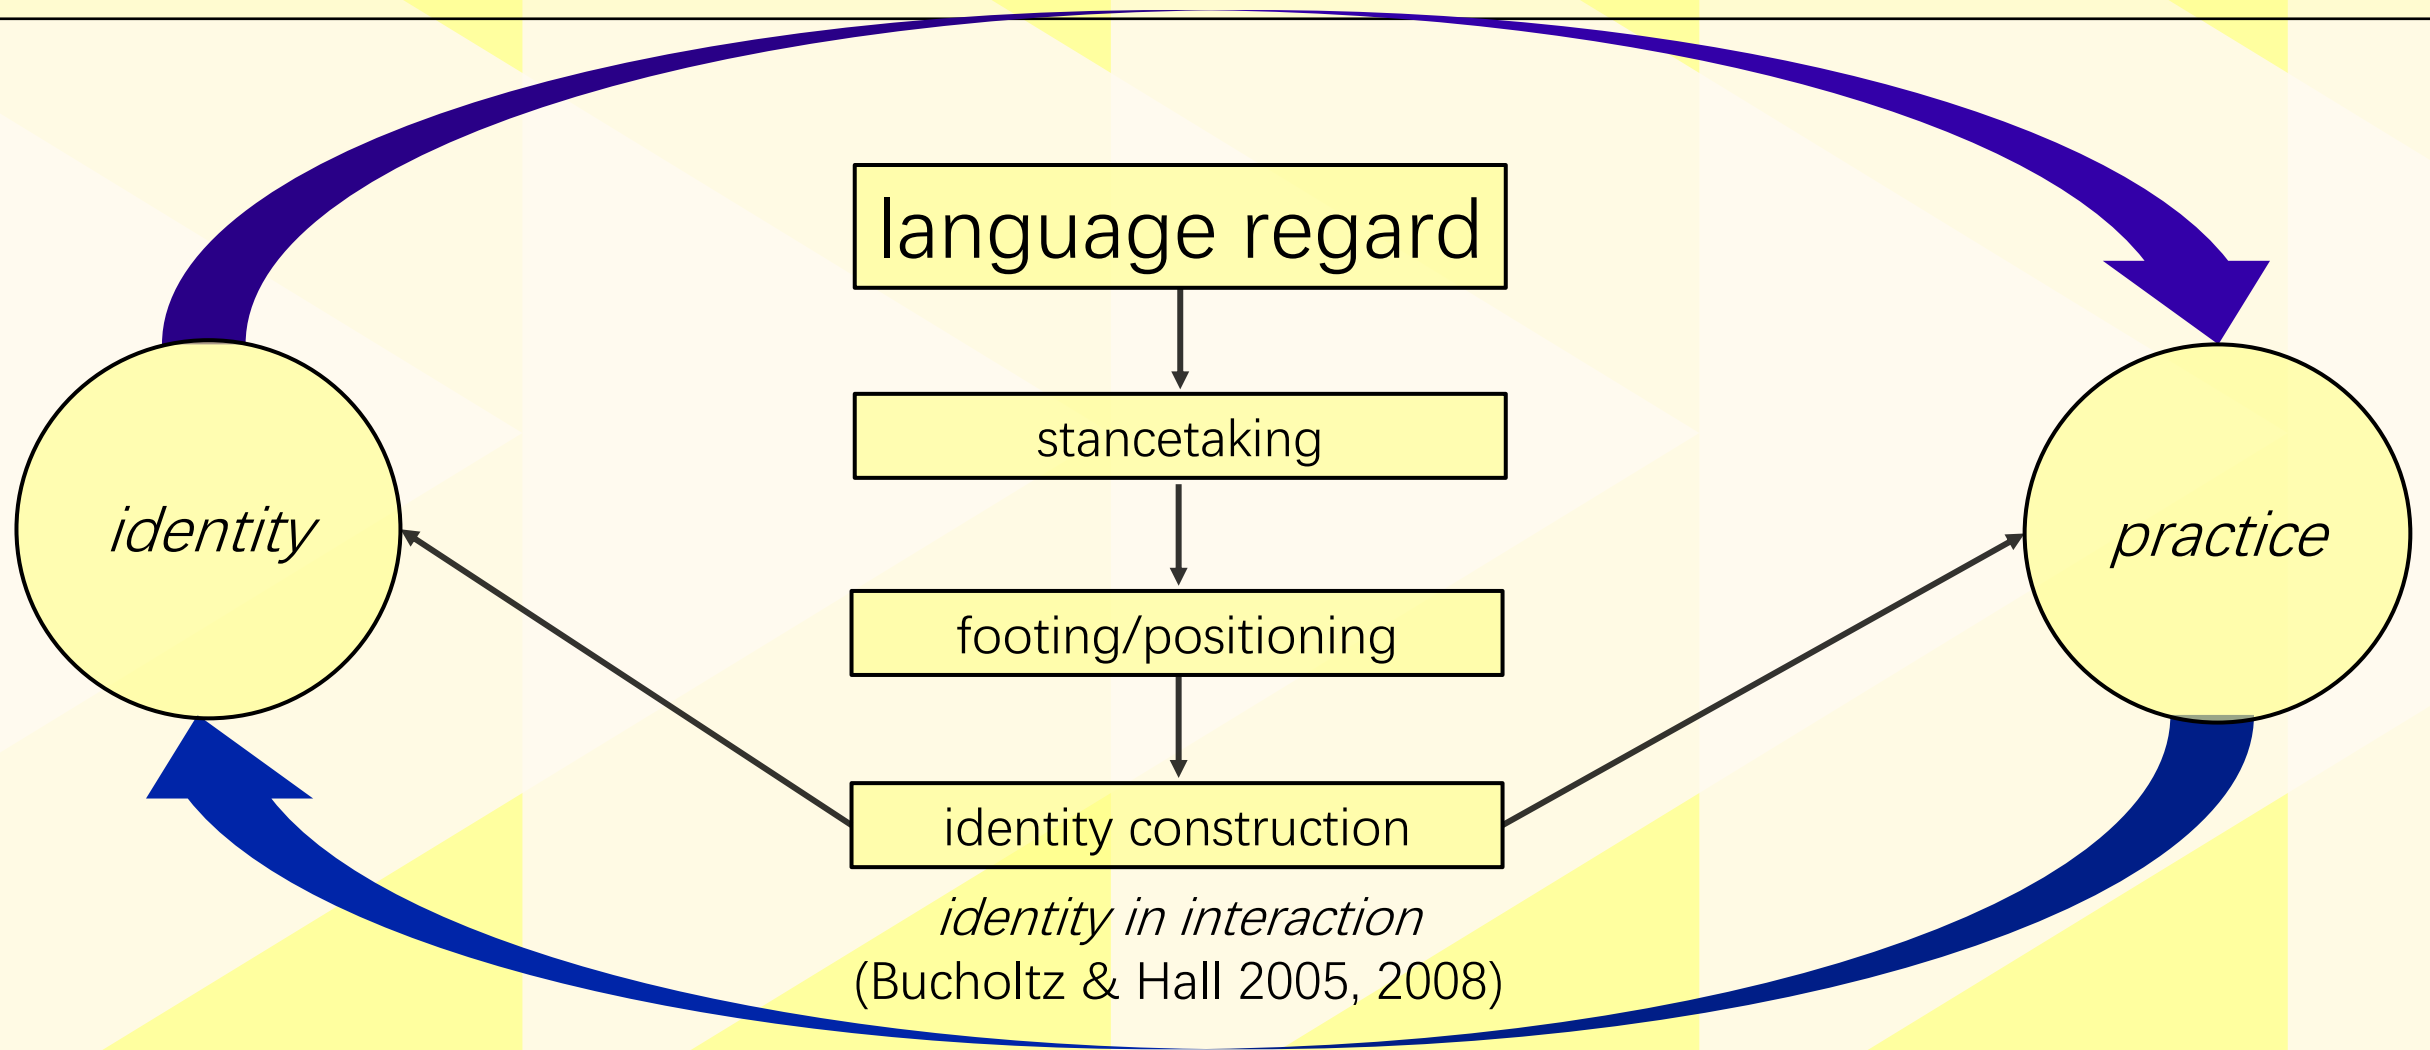 language regard
stancetaking
identity
practice
footing/positioning
identity construction
identity in interaction
(Bucholtz & Hall 2005, 2008)